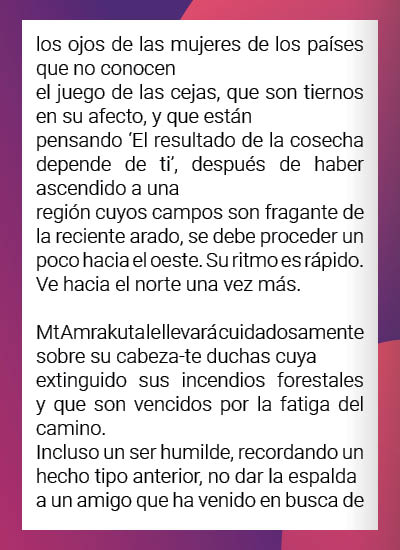 los ojos de las mujeres de los países
que no conocen
el juego de las cejas, que son tiernos
en su afecto, y que están
pensando ‘El resultado de la cosecha
depende de ti’, después de haber
ascendido a una
región cuyos campos son fragante de
la reciente arado, se debe proceder un
poco hacia el oeste. Su ritmo es rápido.
Ve hacia el norte una vez más.
Mt Amrakuta le llevará cuidadosamente
sobre su cabeza-te duchas cuya
extinguido sus incendios forestales
y que son vencidos por la fatiga del
camino.
Incluso un ser humilde, recordando un
hecho tipo anterior, no dar la espalda
a un amigo que ha venido en busca de